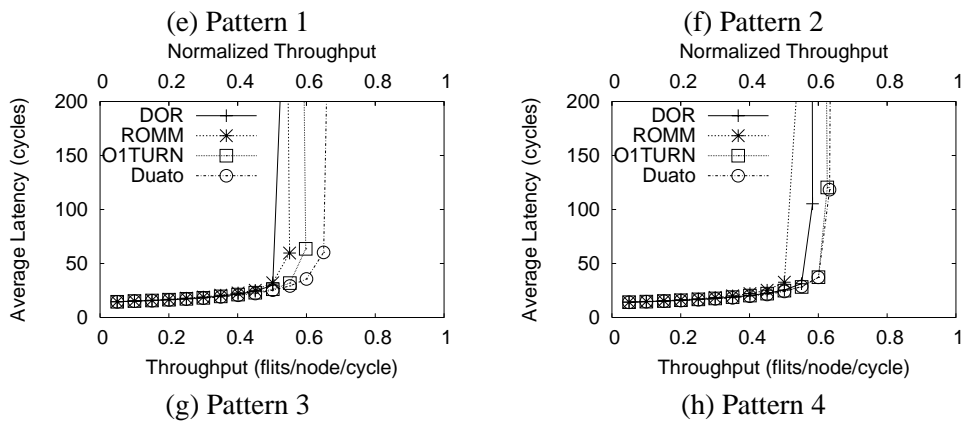 (e) Pattern 1
(f) Pattern 2
Normalized Throughput
0 0.2 0.4 0.6 0.8 1
Average Latency (cycles)
200
150
100
50
0
DOR
ROMM
O1TURN
Duato
0 0.2 0.4 0.6 0.8 1
Throughput (flits/node/cycle)
(g) Pattern 3
Normalized Throughput
0 0.2 0.4 0.6 0.8 1
Average Latency (cycles)
200
150
100
50
0
DOR
ROMM
O1TURN
Duato
0 0.2 0.4 0.6 0.8 1
Throughput (flits/node/cycle)
(h) Pattern 4